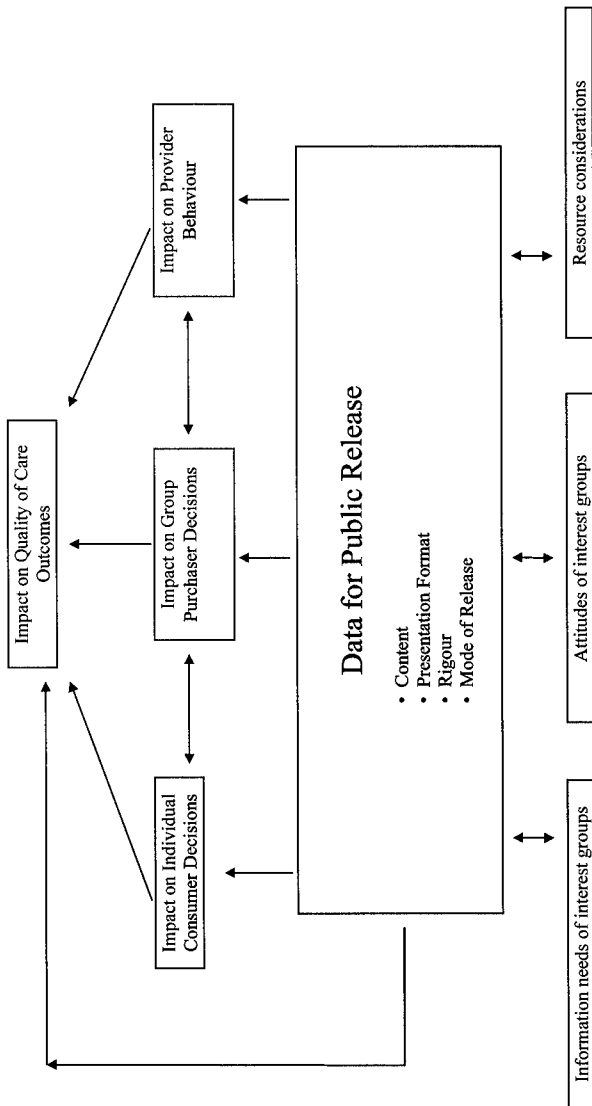 Impact on Quality of Care
Outcomes
Impact on Individual
Consumer Decisions
Impact on Group
Purchaser Decisions
Impact on Provider
Behaviour
Data for Public Release
• Content
• Presentation Format
• Rigour
• Mode of Release
Information needs of interest groups
Attitudes of interest groups
Resource considerations